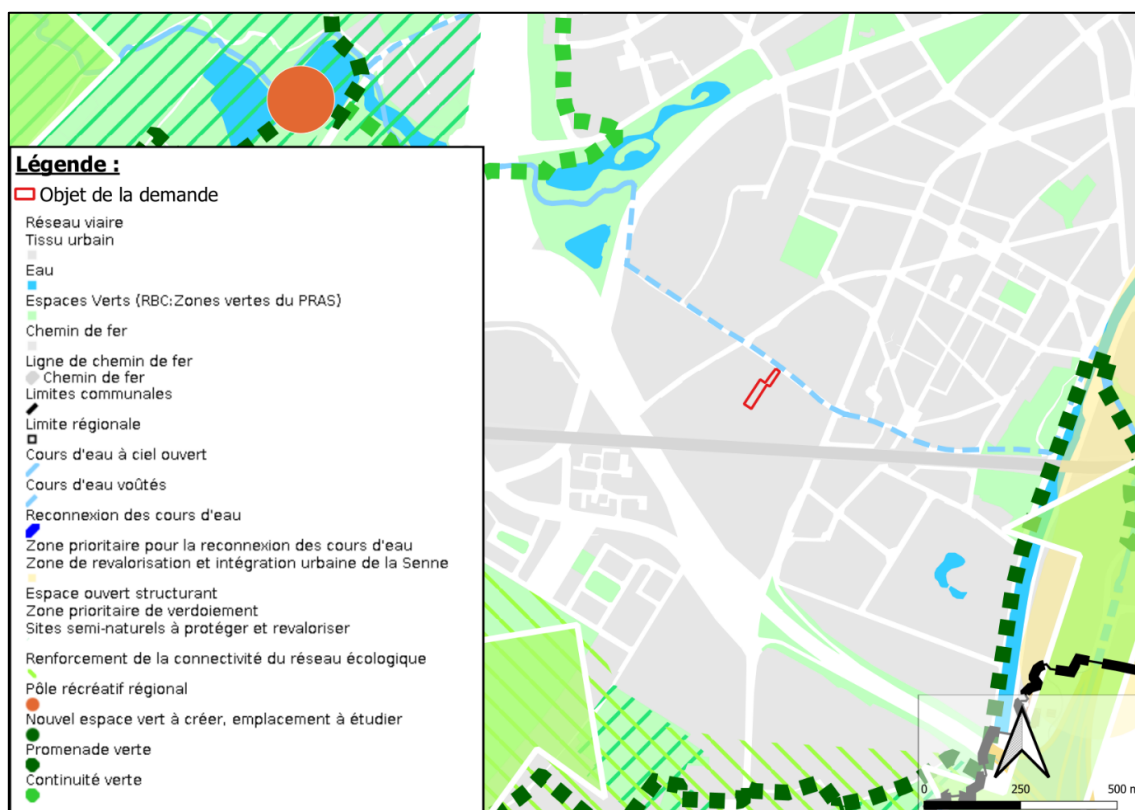 Légende :
Objet de la demande
Réseau viaire
Tissu urbain
Eau
Espaces Verts (RBC:Zones vertes du PRAS)
Chemin de fer
Ligne de chemin de fer
Chemin de fer
Limites communales
Limite régionale
Cours d'eau à ciel ouvert
Cours d'eau voûtés
Reconnexion des cours d'eau
Zone prioritaire pour la reconnexion des cours d'eau
Zone de revalorisation et intégration urbaine de la Senne
Espace ouvert structurant
Zone prioritaire de verdoiement
Sites semi-naturels à protéger et revaloriser
Renforcement de la connectivité du réseau écologique
Pôle récréatif régional
Nouvel espace vert à créer, emplacement à étudier
Promenade verte
Continuité verte
0 250 500 m